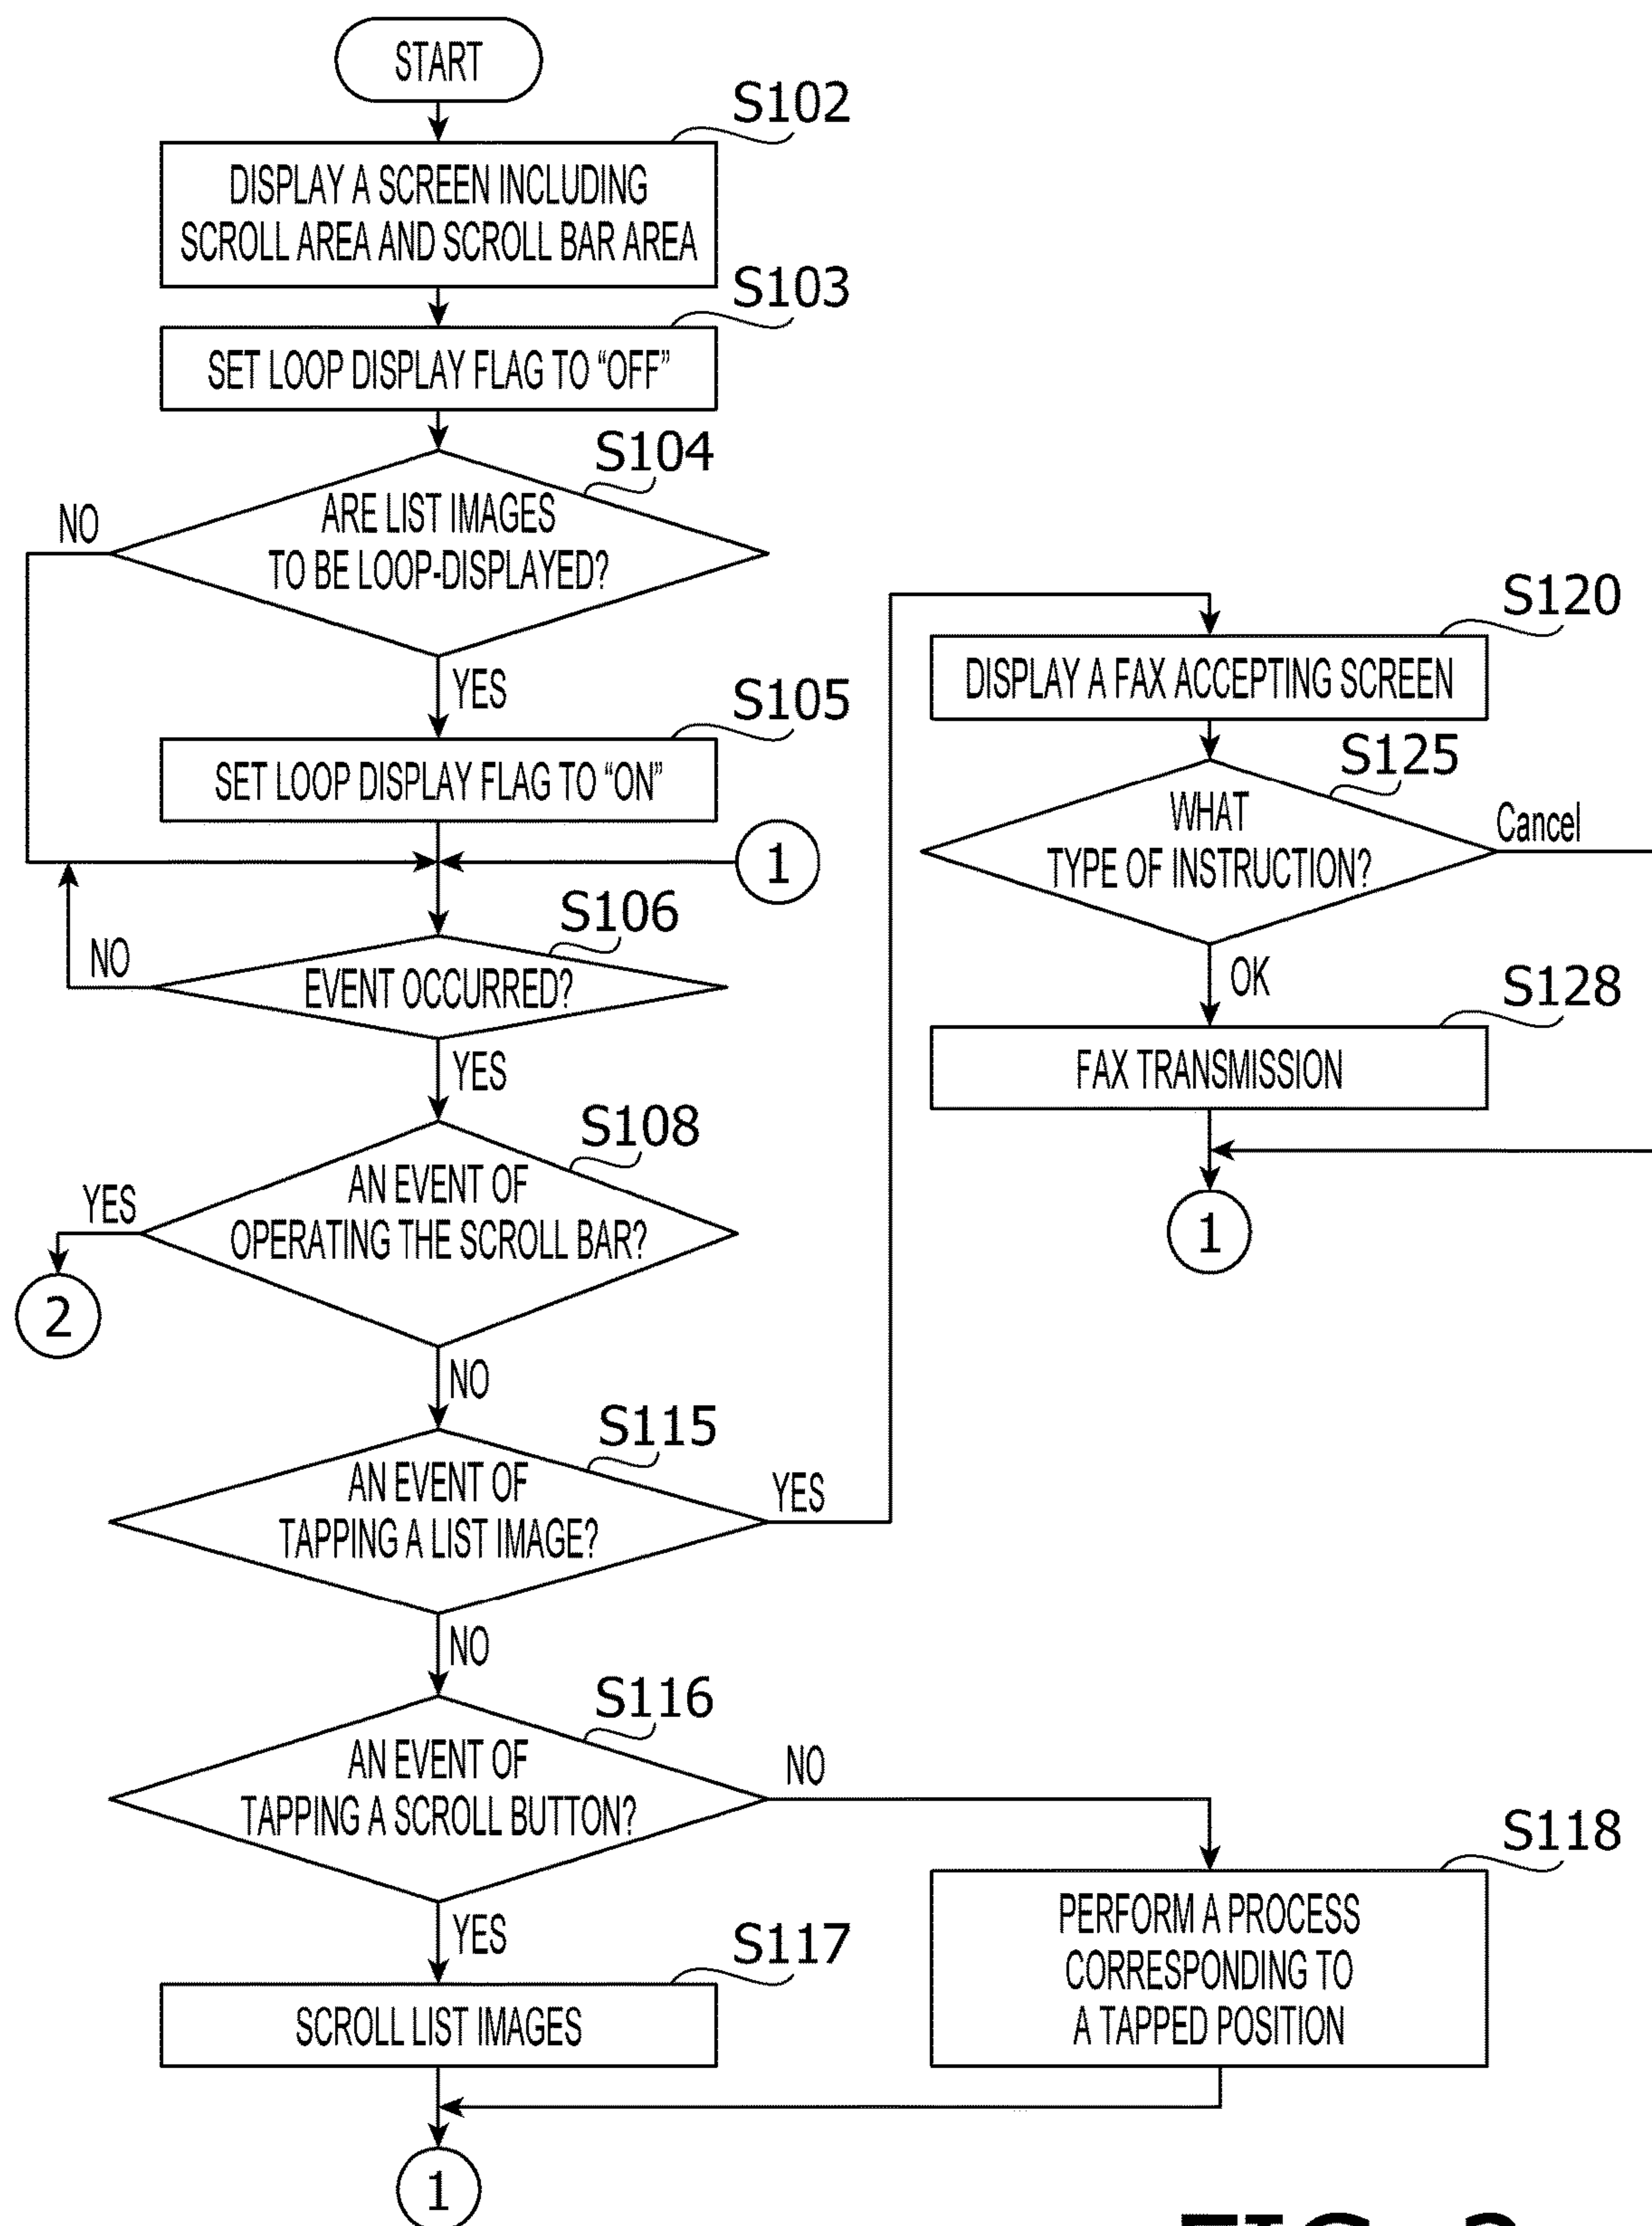 START
S102
DISPLAY A SCREEN INCLUDING
SCROLL AREA AND SCROLL BAR AREA
S103
SET LOOP DISPLAY FLAG TO “OFF”
S104
ARE LIST IMAGES
TO BE LOOP-DISPLAYED?
NO
YES
S105
SET LOOP DISPLAY FLAG TO “ON”
1
S106
EVENT OCCURRED?
NO
YES
S108
AN EVENT OF
OPERATING THE SCROLL BAR?
YES
2
NO
S115
AN EVENT OF
TAPPING A LIST IMAGE?
YES
NO
S116
AN EVENT OF
TAPPING A SCROLL BUTTON?
NO
YES
S117
SCROLL LIST IMAGES
1
S118
PERFORM A PROCESS
CORRESPONDING TO
A TAPPED POSITION
S120
DISPLAY A FAX ACCEPTING SCREEN
S125
WHAT
TYPE OF INSTRUCTION?
Cancel
OK
S128
FAX TRANSMISSION
1